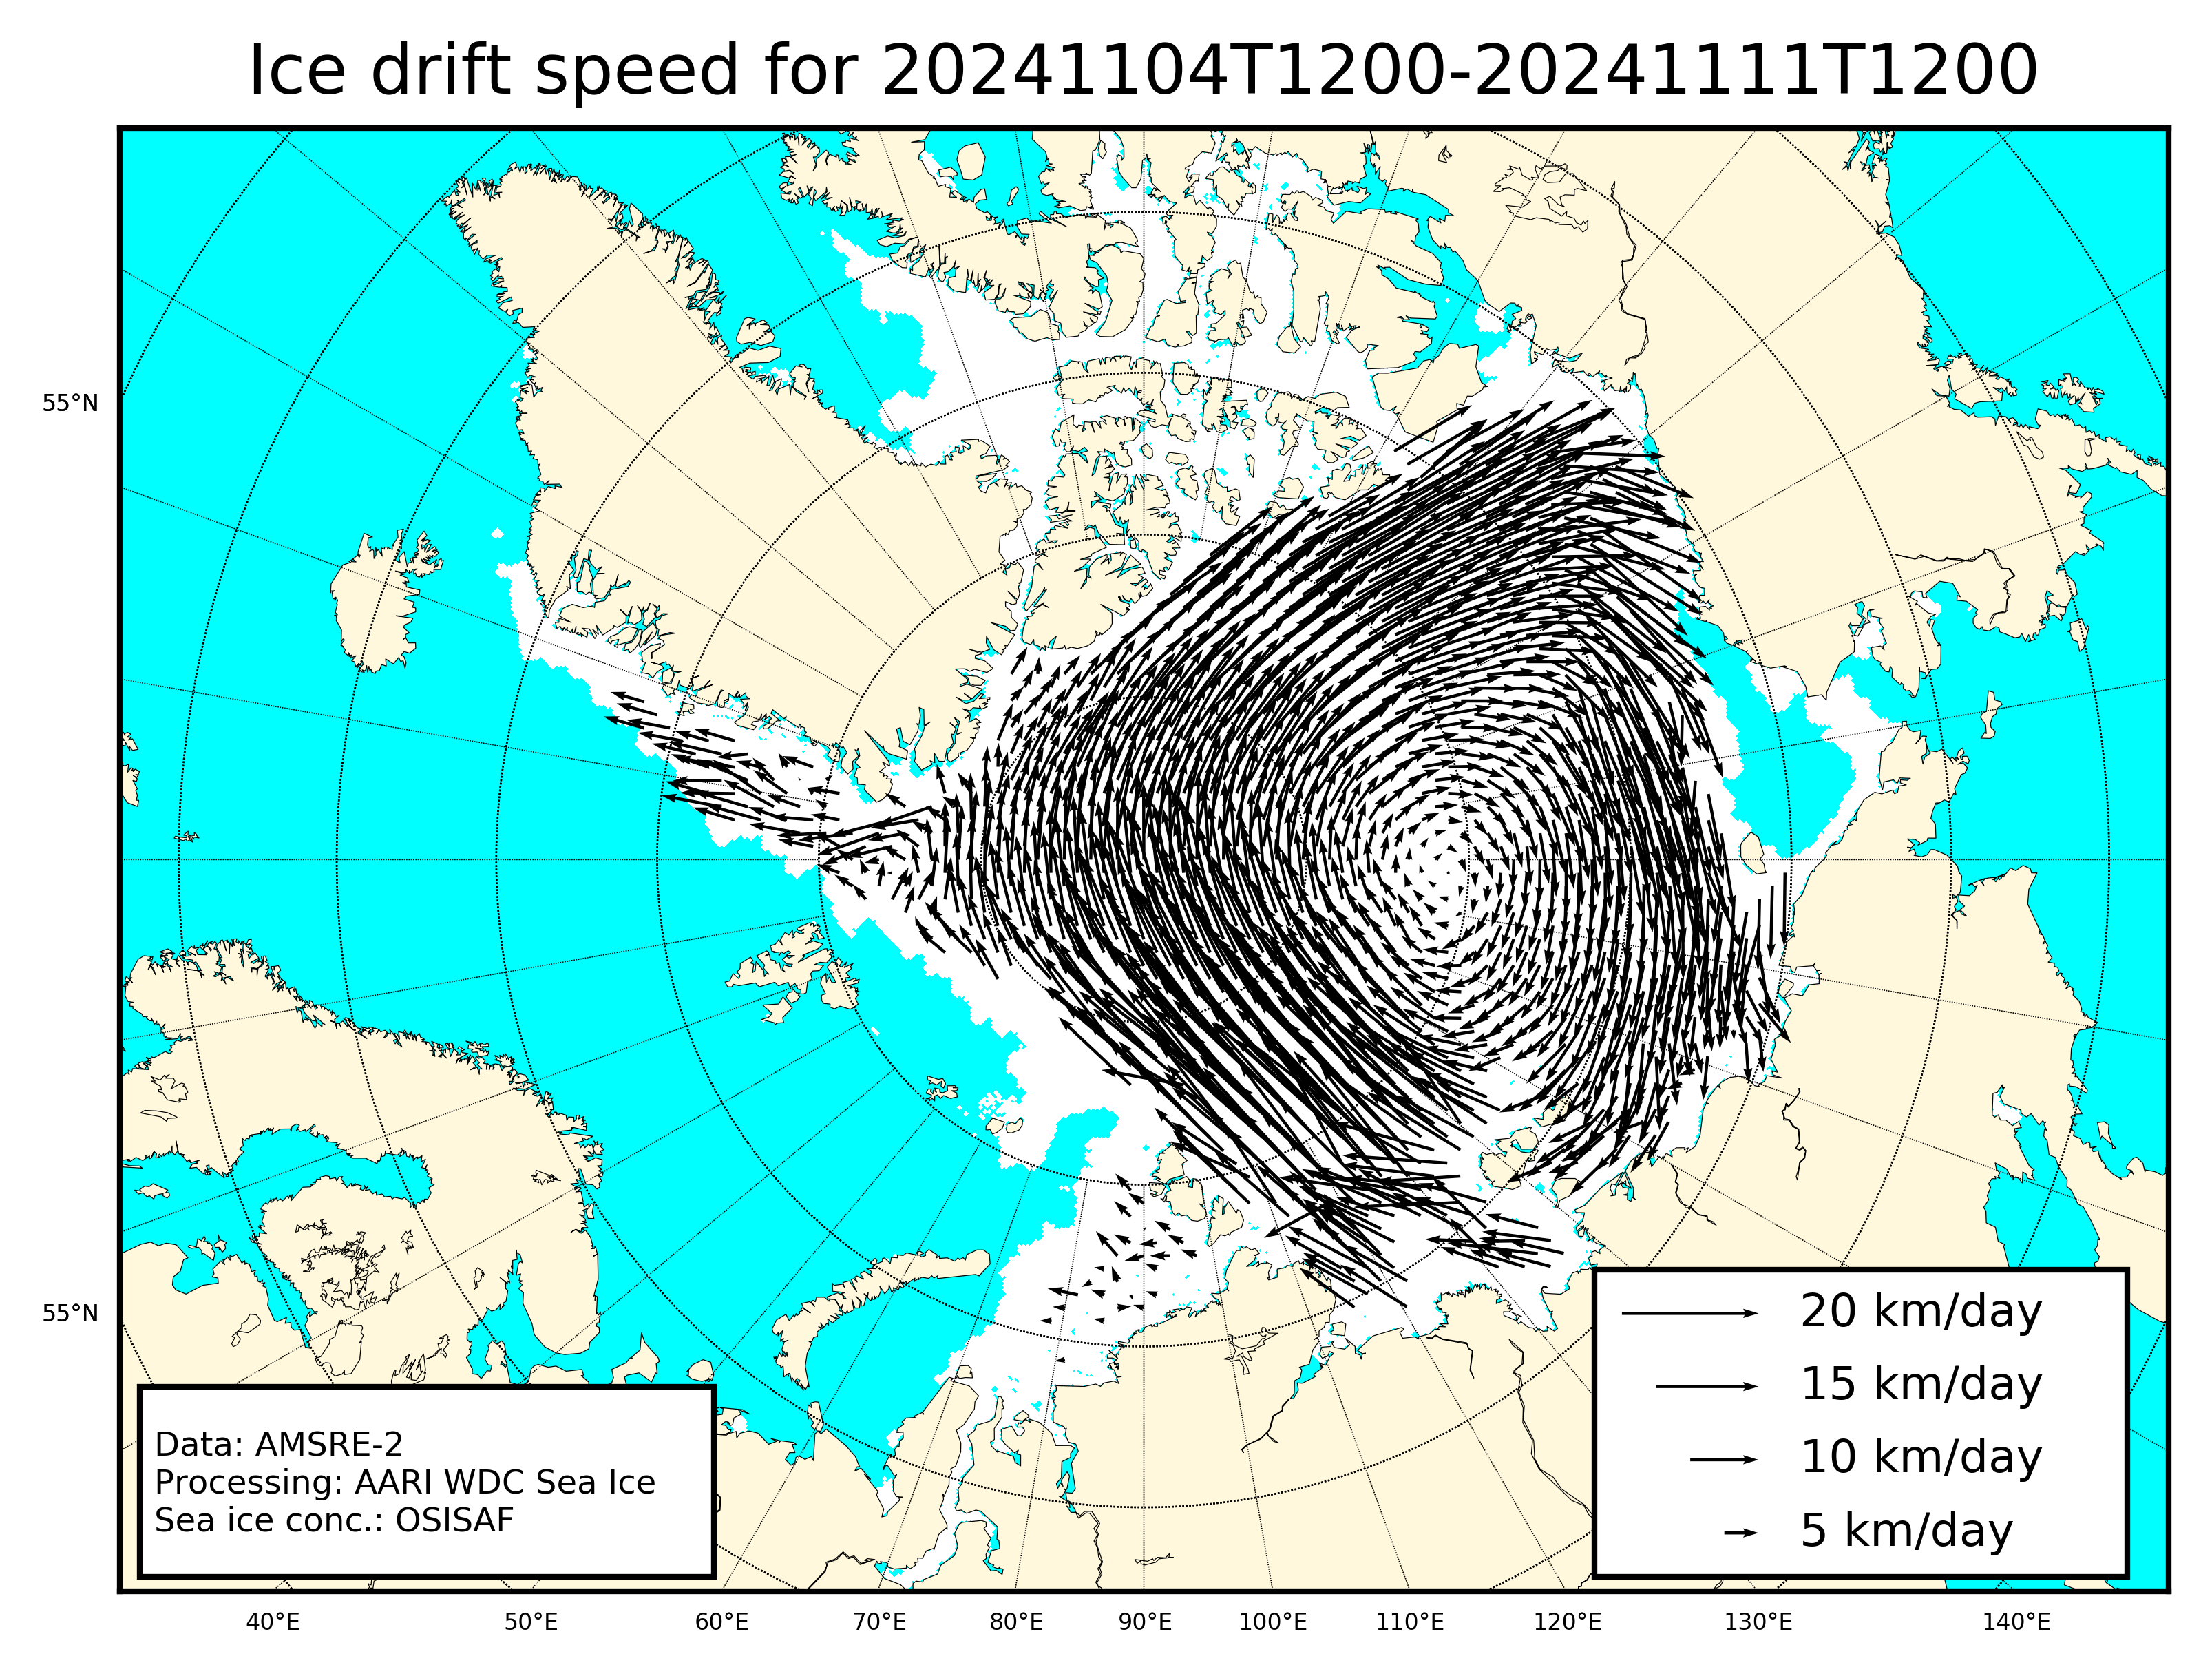 Ice drift speed for 20241104T1200-20241111T1200
55°N
55°N
20 km/day
15 km/day
10 km/day
5 km/day
Data: AMSRE-2
Processing: AARI WDC Sea Ice
Sea ice conc.: OSISAF
40°E 50°E 60°E 70°E 80°E 90°E 100°E 110°E 120°E 130°E 140°E